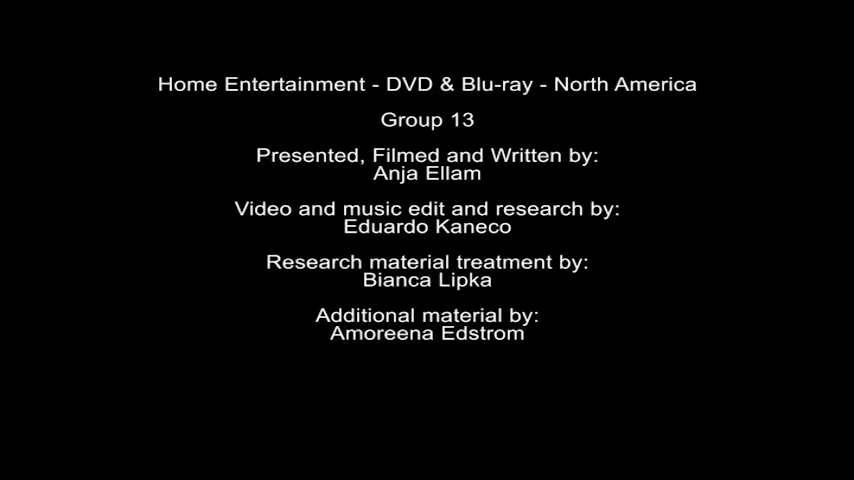 Home Entertainment - DVD & Blu-ray - North America
Group 13
Presented, Filmed and Written by:
Anja Ellam
Video and music edit and research by:
Eduardo Kaneco
Research material treatment by:
Bianca Lipka
Additional material by:
Amoreena Edstrom